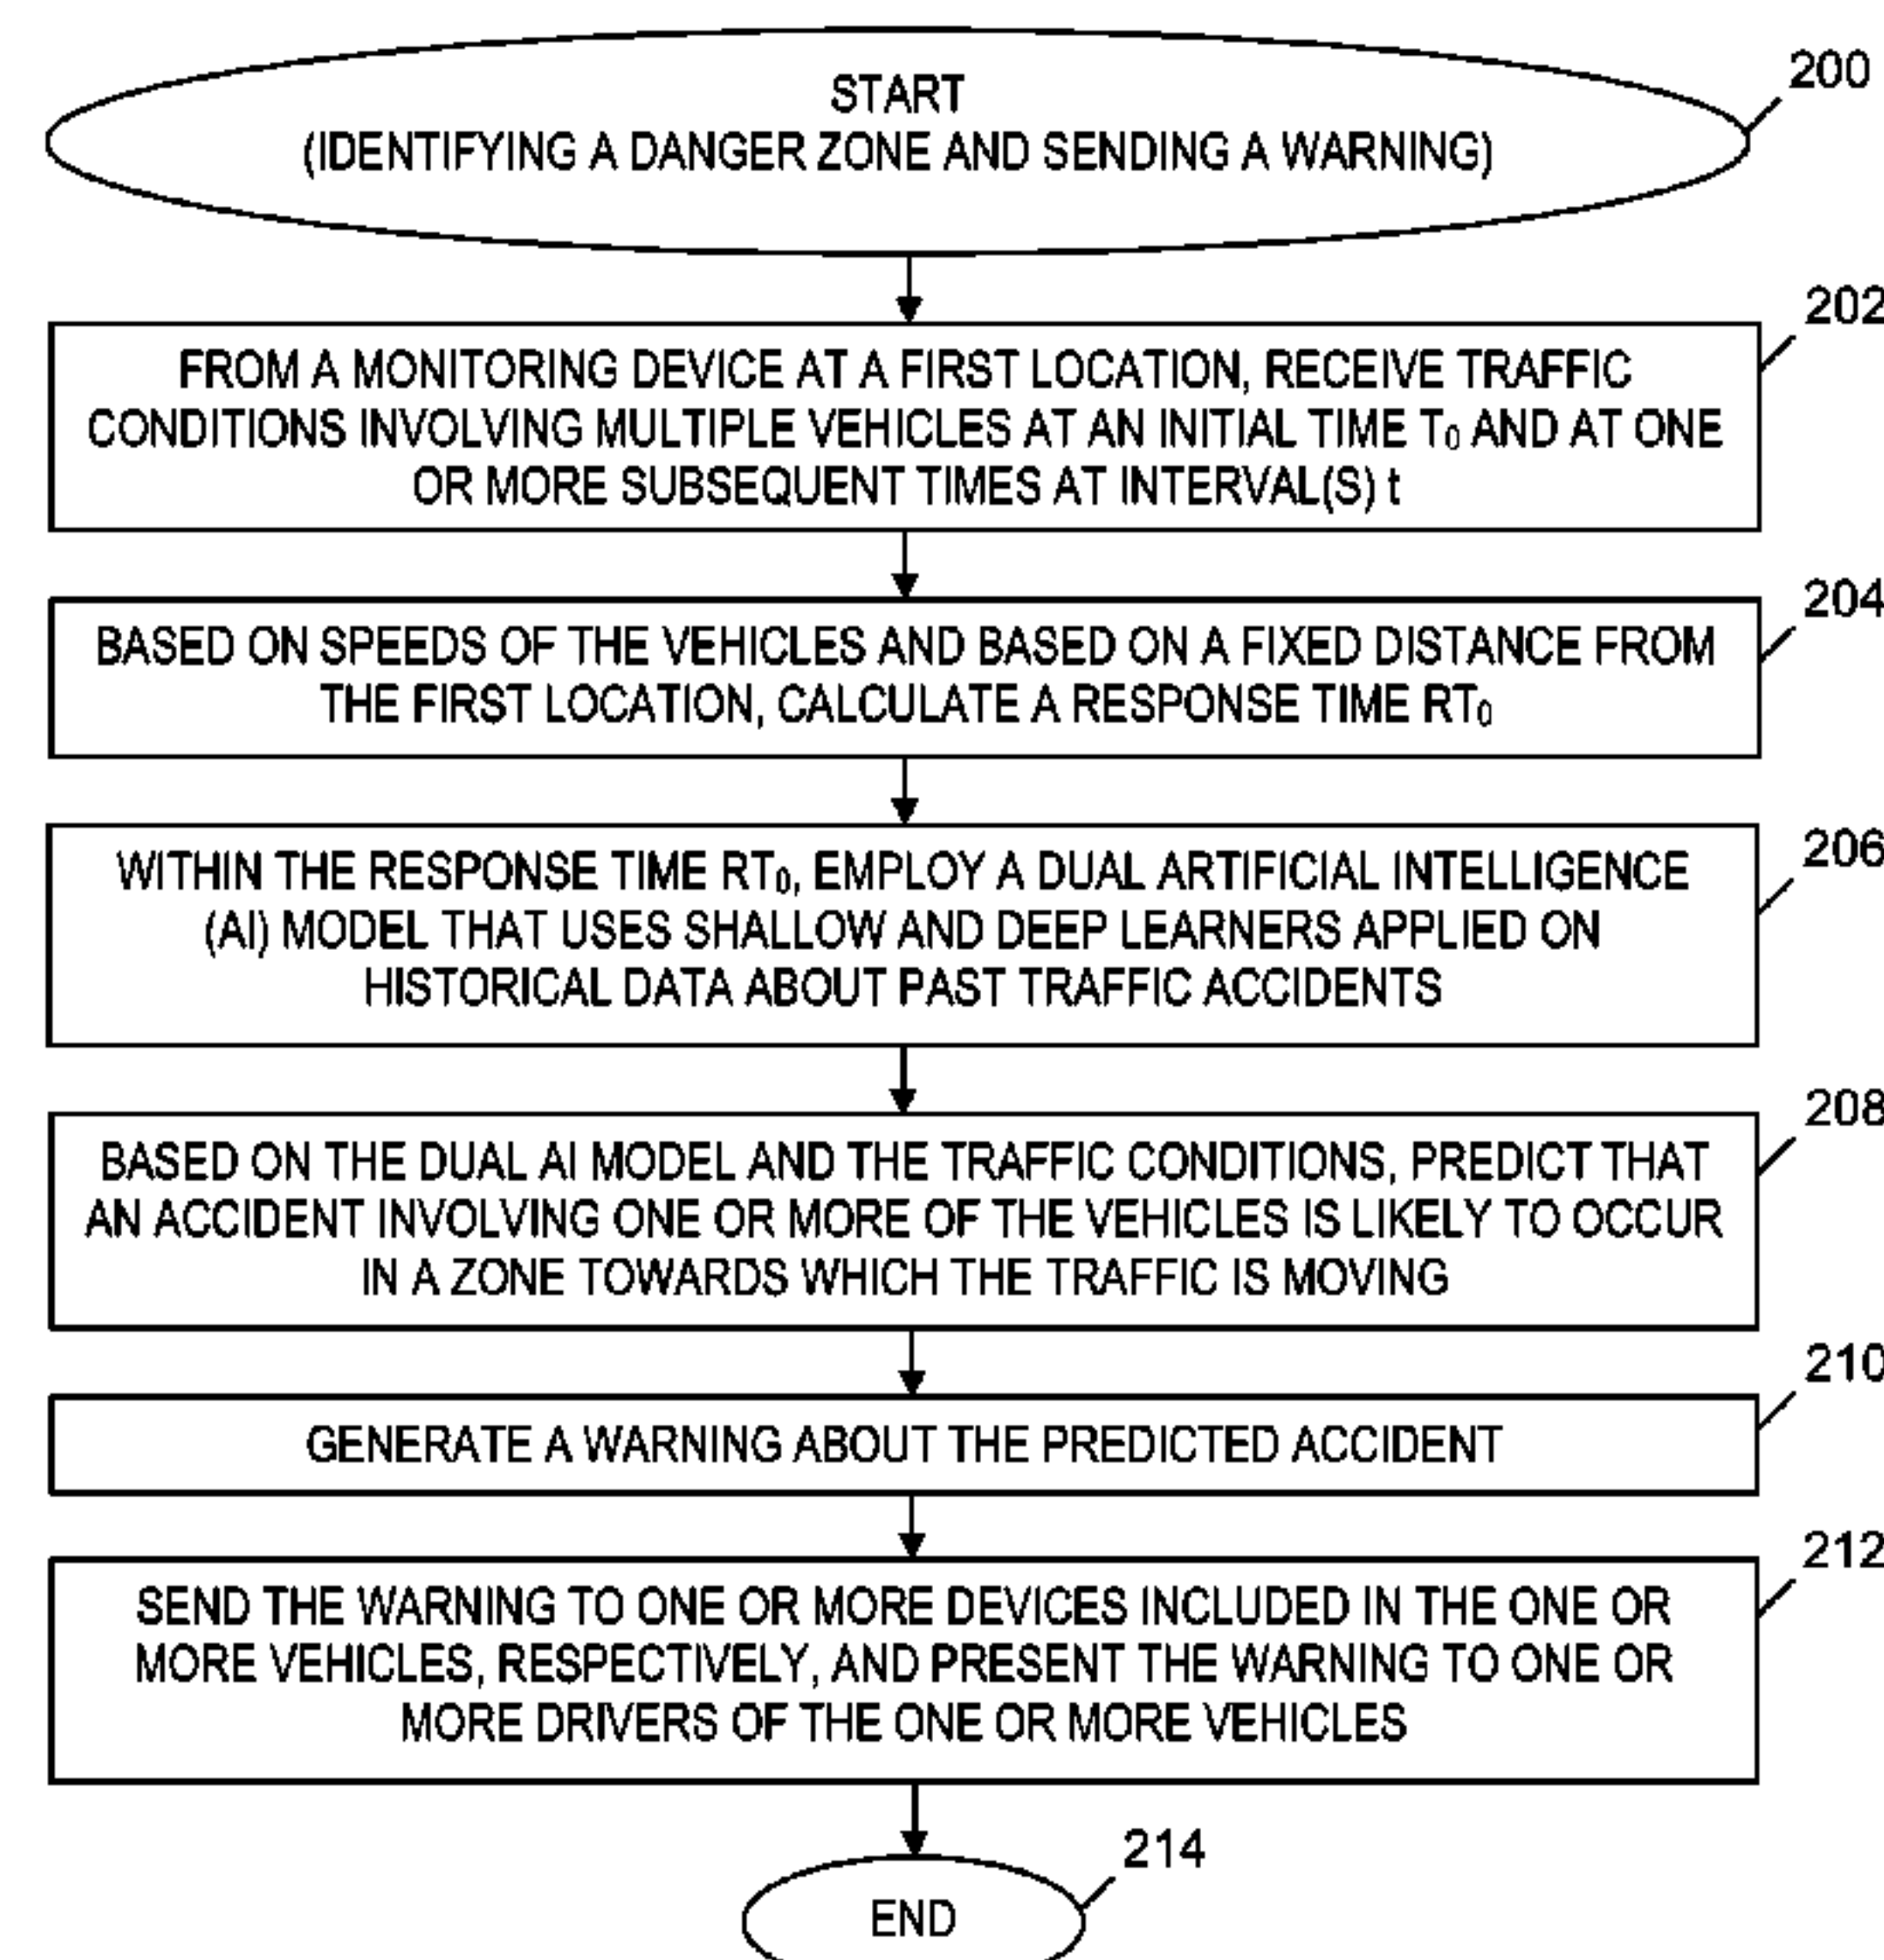 START
(IDENTIFYING A DANGER ZONE AND SENDING A WARNING)
200
202
FROM A MONITORING DEVICE AT A FIRST LOCATION, RECEIVE TRAFFIC
CONDITIONS INVOLVING MULTIPLE VEHICLES AT AN INITIAL TIME T₀ AND AT ONE
OR MORE SUBSEQUENT TIMES AT INTERVAL(S) t
204
BASED ON SPEEDS OF THE VEHICLES AND BASED ON A FIXED DISTANCE FROM
THE FIRST LOCATION, CALCULATE A RESPONSE TIME RT₀
206
WITHIN THE RESPONSE TIME RT₀, EMPLOY A DUAL ARTIFICIAL INTELLIGENCE
(AI) MODEL THAT USES SHALLOW AND DEEP LEARNERS APPLIED ON
HISTORICAL DATA ABOUT PAST TRAFFIC ACCIDENTS
208
BASED ON THE DUAL AI MODEL AND THE TRAFFIC CONDITIONS, PREDICT THAT
AN ACCIDENT INVOLVING ONE OR MORE OF THE VEHICLES IS LIKELY TO OCCUR
IN A ZONE TOWARDS WHICH THE TRAFFIC IS MOVING
210
GENERATE A WARNING ABOUT THE PREDICTED ACCIDENT
212
SEND THE WARNING TO ONE OR MORE DEVICES INCLUDED IN THE ONE OR
MORE VEHICLES, RESPECTIVELY, AND PRESENT THE WARNING TO ONE OR
MORE DRIVERS OF THE ONE OR MORE VEHICLES
214
END